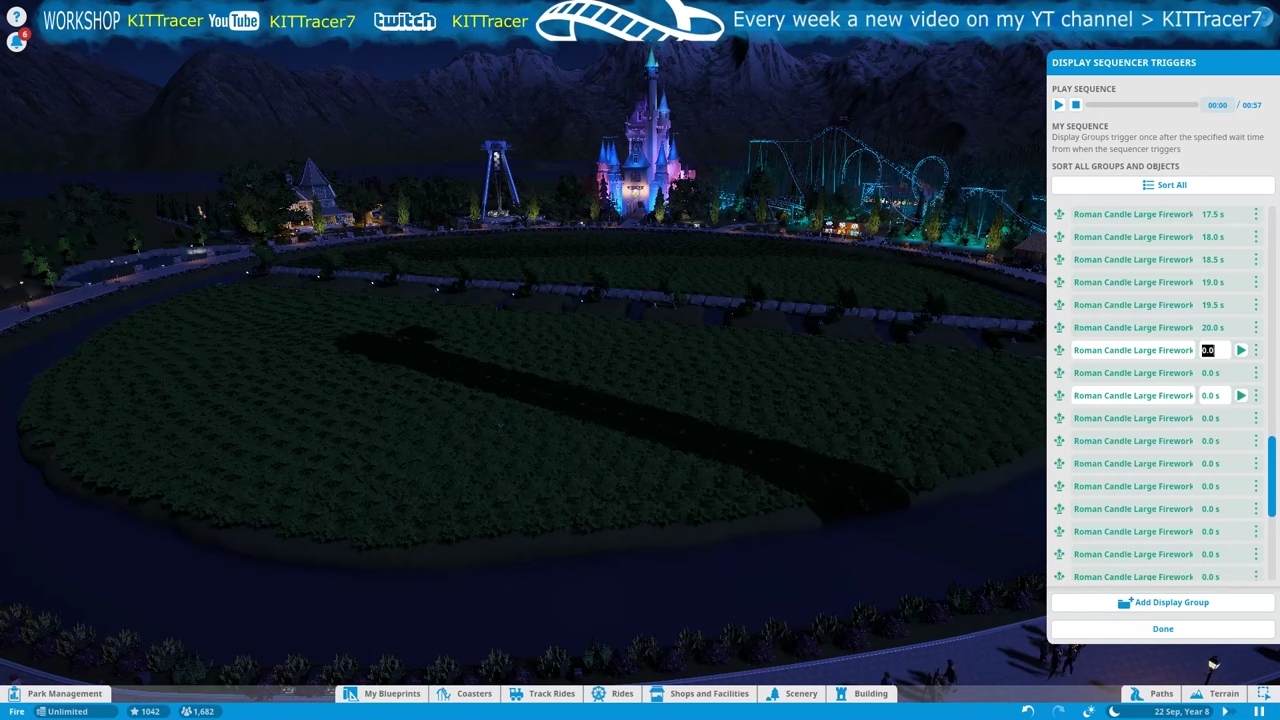 ?
6
WORKSHOP KITTracer YouTube KITTracer7 twitch KITTracer Every week a new video on my YT channel > KITTracer7
DISPLAY SEQUENCER TRIGGERS
PLAY SEQUENCE
00:00 / 00:57
MY SEQUENCE
Display Groups trigger once after the specified wait time
from when the sequencer triggers
SORT ALL GROUPS AND OBJECTS
Sort All
Roman Candle Large Firework 17.5 s
Roman Candle Large Firework 18.0 s
Roman Candle Large Firework 18.5 s
Roman Candle Large Firework 19.0 s
Roman Candle Large Firework 19.5 s
Roman Candle Large Firework 20.0 s
Roman Candle Large Firework 0.0
Roman Candle Large Firework 0.0 s
Roman Candle Large Firework 0.0 s
Roman Candle Large Firework 0.0 s
Roman Candle Large Firework 0.0 s
Roman Candle Large Firework 0.0 s
Roman Candle Large Firework 0.0 s
Roman Candle Large Firework 0.0 s
Roman Candle Large Firework 0.0 s
Roman Candle Large Firework 0.0 s
Roman Candle Large Firework 0.0 s
Add Display Group
Done
Park Management My Blueprints Coasters Track Rides Rides Shops and Facilities Scenery Building Paths Terrain
Fire Unlimited 1042 1,682 22 Sep, Year 8